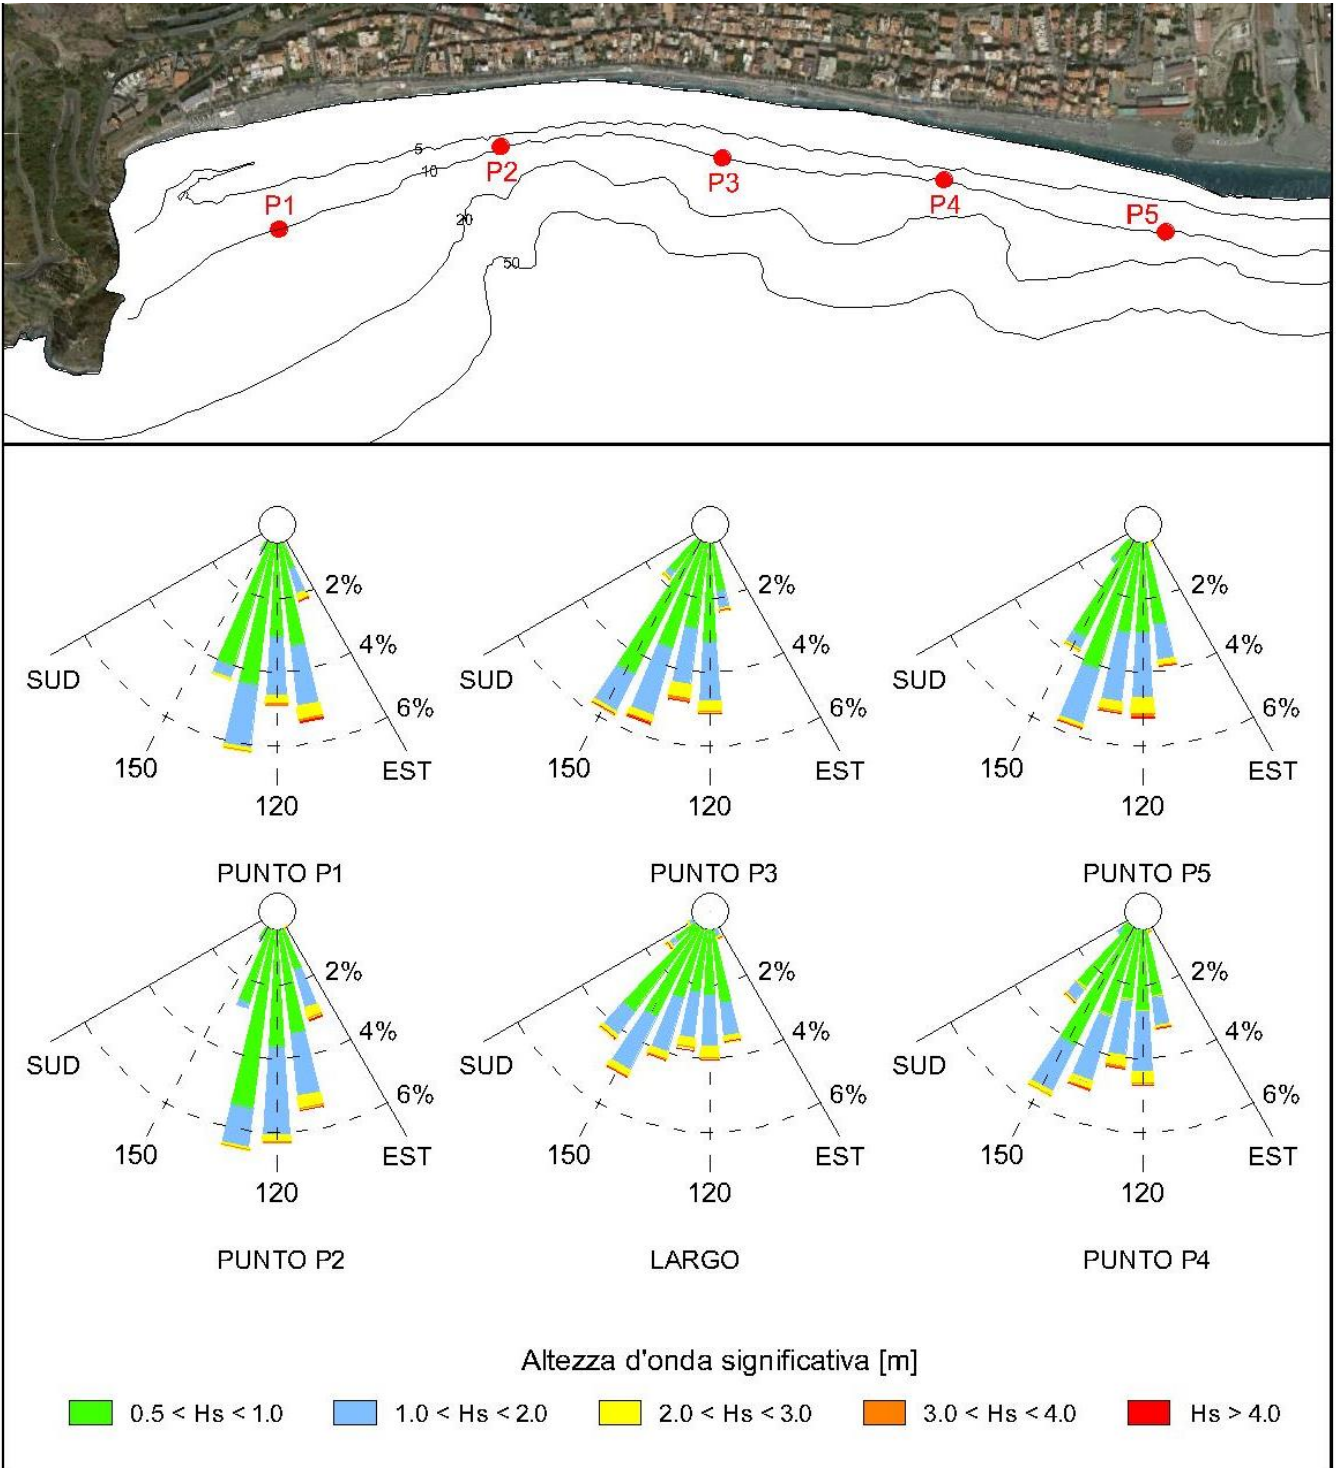 5
10
P2
P3
P4
P1
P5
20
50
2%
4%
6%
SUD
150
120
EST
PUNTO P1
2%
4%
6%
SUD
150
120
EST
PUNTO P3
2%
4%
6%
SUD
150
120
EST
PUNTO P5
2%
4%
6%
SUD
150
120
EST
PUNTO P2
2%
4%
6%
SUD
150
120
EST
LARGO
2%
4%
6%
SUD
150
120
EST
PUNTO P4
Altezza d'onda significativa [m]
0.5 < Hs < 1.0
1.0 < Hs < 2.0
2.0 < Hs < 3.0
3.0 < Hs < 4.0
Hs > 4.0